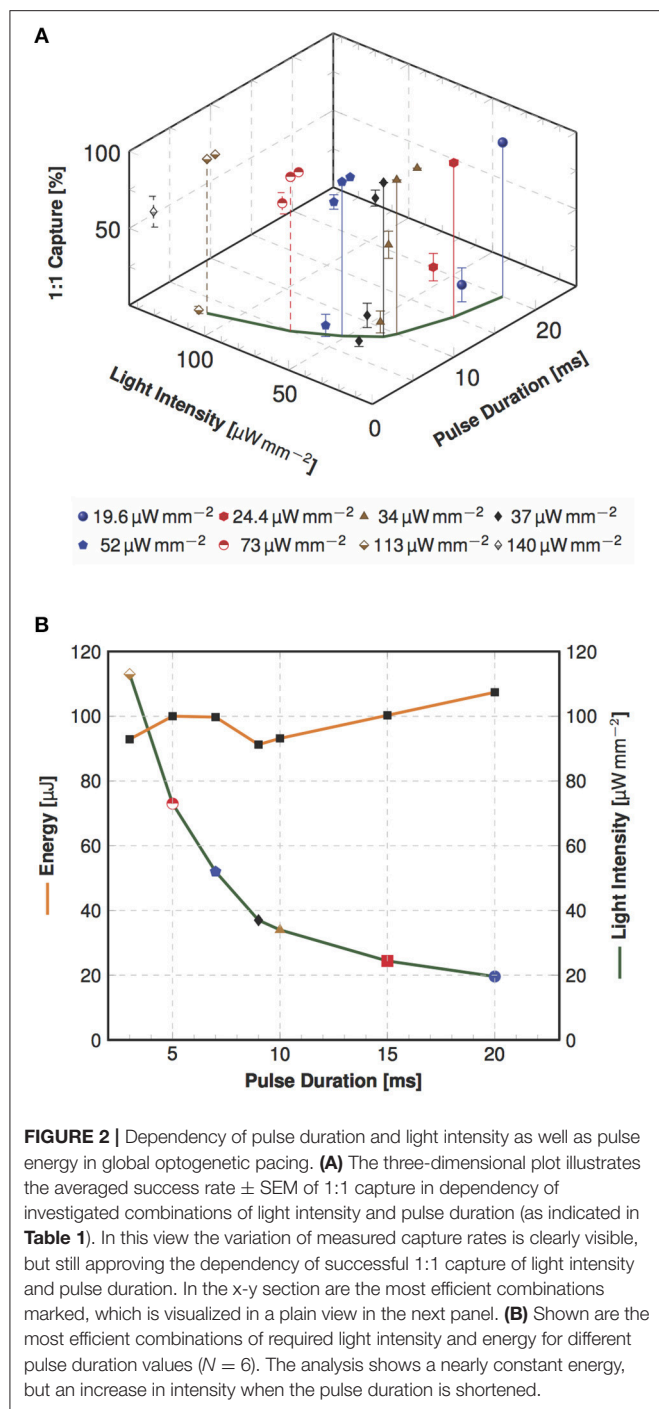 A
100
50
1:1 Capture [%]
100
50
0
Light Intensity [μW mm−2]
10
20
Pulse Duration [ms]
19.6 μW mm−2 24.4 μW mm−2 34 μW mm−2 37 μW mm−2
52 μW mm−2 73 μW mm−2 113 μW mm−2 140 μW mm−2
B
120
100
80
60
40
20
0
Energy [μJ]
120
100
80
60
40
20
0
Light Intensity [μW mm−2]
5 10 15 20
Pulse Duration [ms]
FIGURE 2 | Dependency of pulse duration and light intensity as well as pulse
energy in global optogenetic pacing. (A) The three-dimensional plot illustrates
the averaged success rate ± SEM of 1:1 capture in dependency of
investigated combinations of light intensity and pulse duration (as indicated in
Table 1). In this view the variation of measured capture rates is clearly visible,
but still approving the dependency of successful 1:1 capture of light intensity
and pulse duration. In the x-y section are the most efficient combinations
marked, which is visualized in a plain view in the next panel. (B) Shown are the
most efficient combinations of required light intensity and energy for different
pulse duration values (N = 6). The analysis shows a nearly constant energy,
but an increase in intensity when the pulse duration is shortened.